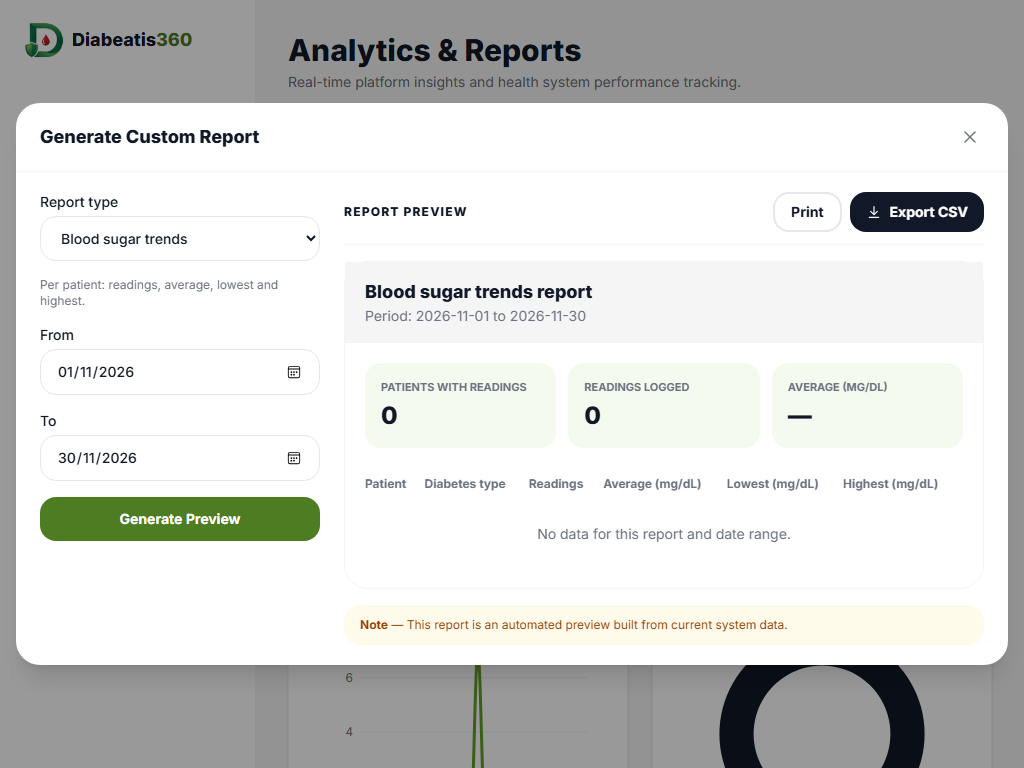 Diabeatis360
Analytics & Reports
Real-time platform insights and health system performance tracking.
Generate Custom Report
Report type
Blood sugar trends
Per patient: readings, average, lowest and
highest.
From
01/11/2026
To
30/11/2026
Generate Preview
REPORT PREVIEW
Print
Export CSV
Blood sugar trends report
Period: 2026-11-01 to 2026-11-30
PATIENTS WITH READINGS
0
READINGS LOGGED
0
AVERAGE (MG/DL)
—
Patient Diabetes type Readings Average (mg/dL) Lowest (mg/dL) Highest (mg/dL)
No data for this report and date range.
Note — This report is an automated preview built from current system data.
6
4